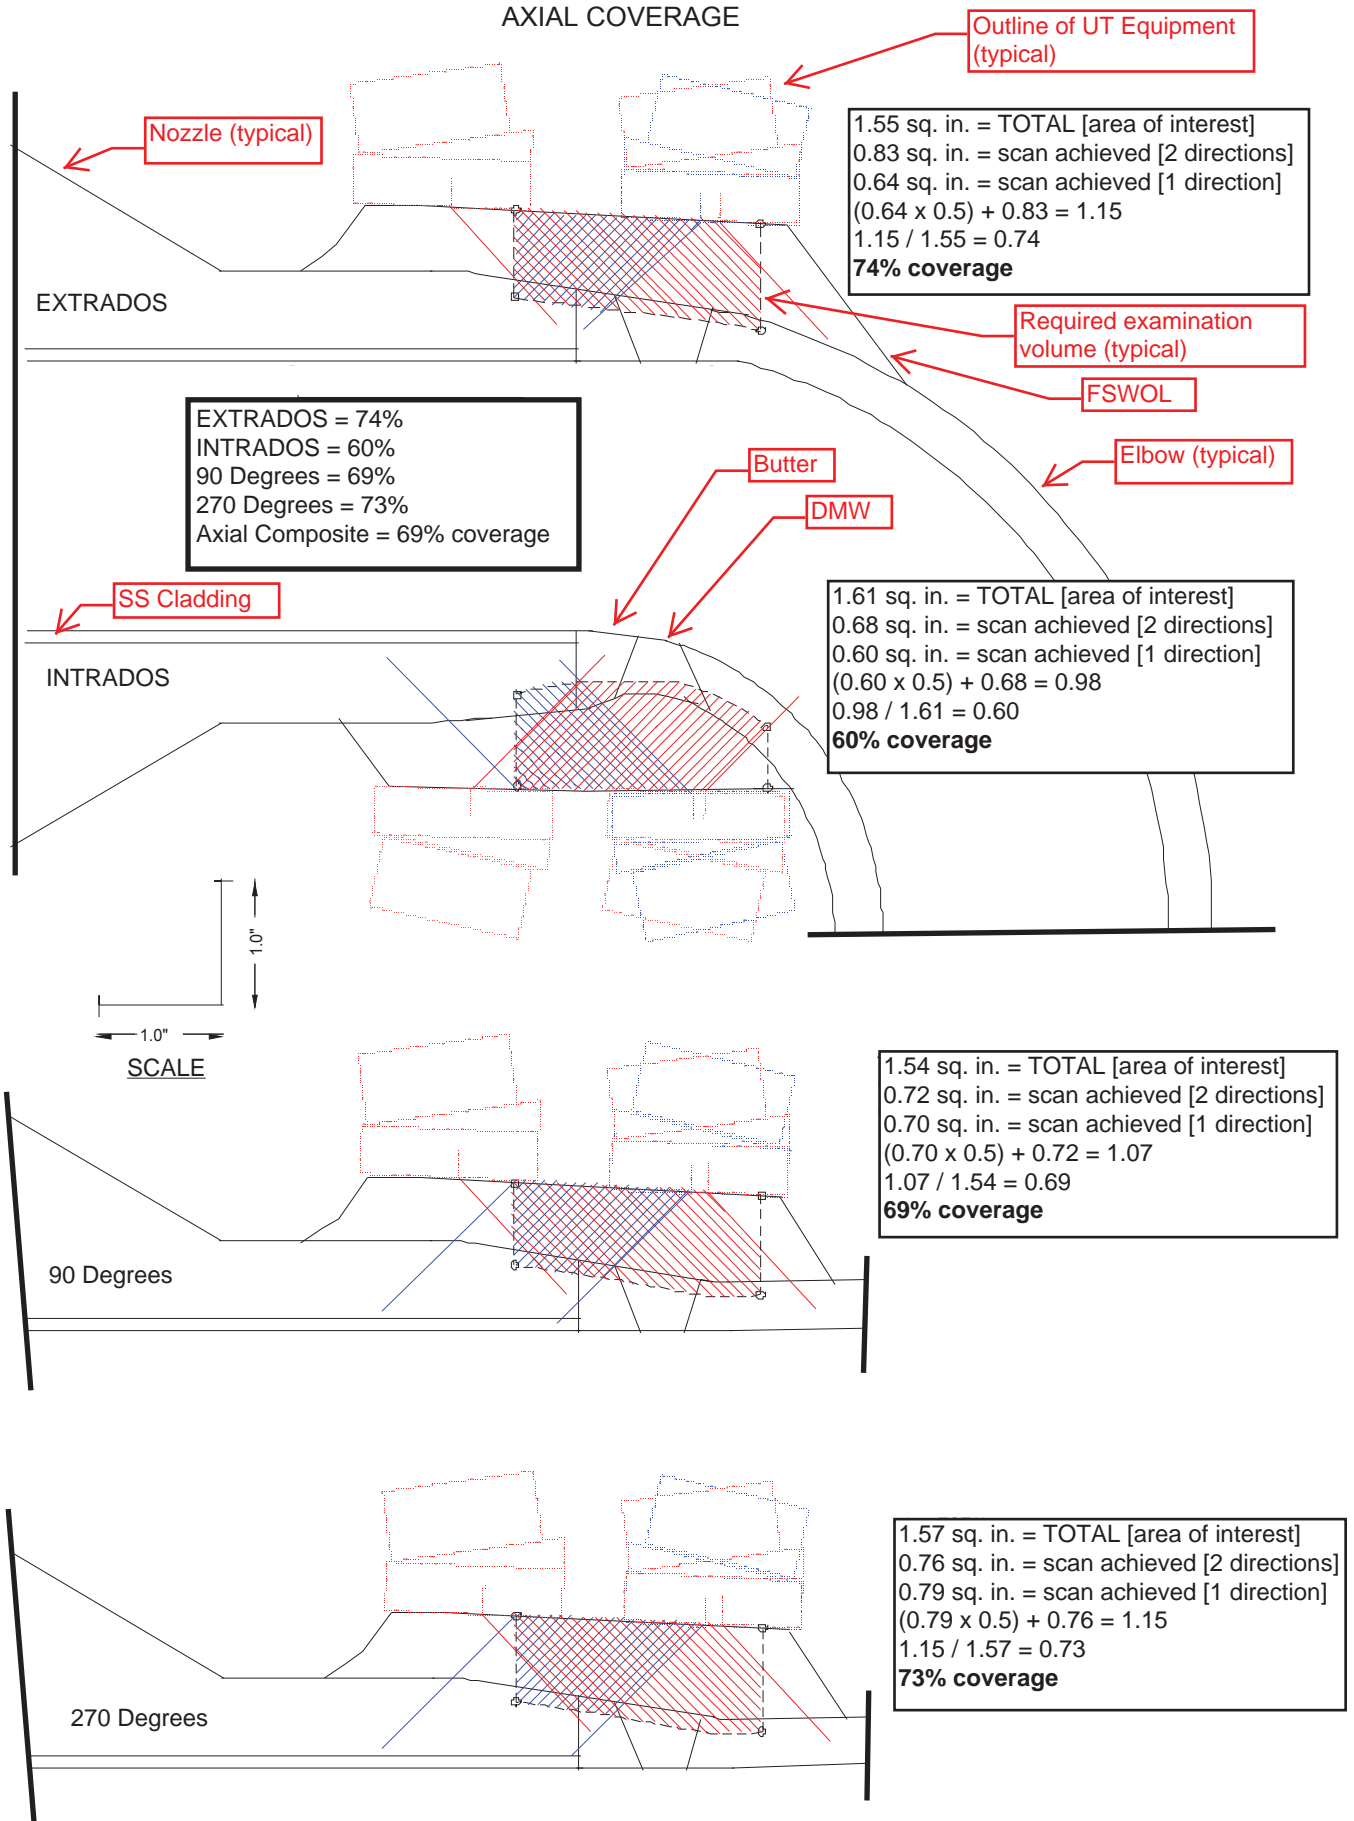 AXIAL COVERAGE
Outline of UT Equipment
(typical)
Nozzle (typical)
1.55 sq. in. = TOTAL [area of interest]
0.83 sq. in. = scan achieved [2 directions]
0.64 sq. in. = scan achieved [1 direction]
(0.64 x 0.5) + 0.83 = 1.15
1.15 / 1.55 = 0.74
74% coverage
EXTRADOS
Required examination
volume (typical)
FSWOL
EXTRADOS = 74%
INTRADOS = 60%
90 Degrees = 69%
270 Degrees = 73%
Axial Composite = 69% coverage
Butter
Elbow (typical)
DMW
SS Cladding
1.61 sq. in. = TOTAL [area of interest]
0.68 sq. in. = scan achieved [2 directions]
0.60 sq. in. = scan achieved [1 direction]
(0.60 x 0.5) + 0.68 = 0.98
0.98 / 1.61 = 0.60
60% coverage
INTRADOS
1.0"
1.0"
SCALE
1.54 sq. in. = TOTAL [area of interest]
0.72 sq. in. = scan achieved [2 directions]
0.70 sq. in. = scan achieved [1 direction]
(0.70 x 0.5) + 0.72 = 1.07
1.07 / 1.54 = 0.69
69% coverage
90 Degrees
1.57 sq. in. = TOTAL [area of interest]
0.76 sq. in. = scan achieved [2 directions]
0.79 sq. in. = scan achieved [1 direction]
(0.79 x 0.5) + 0.76 = 1.15
1.15 / 1.57 = 0.73
73% coverage
270 Degrees